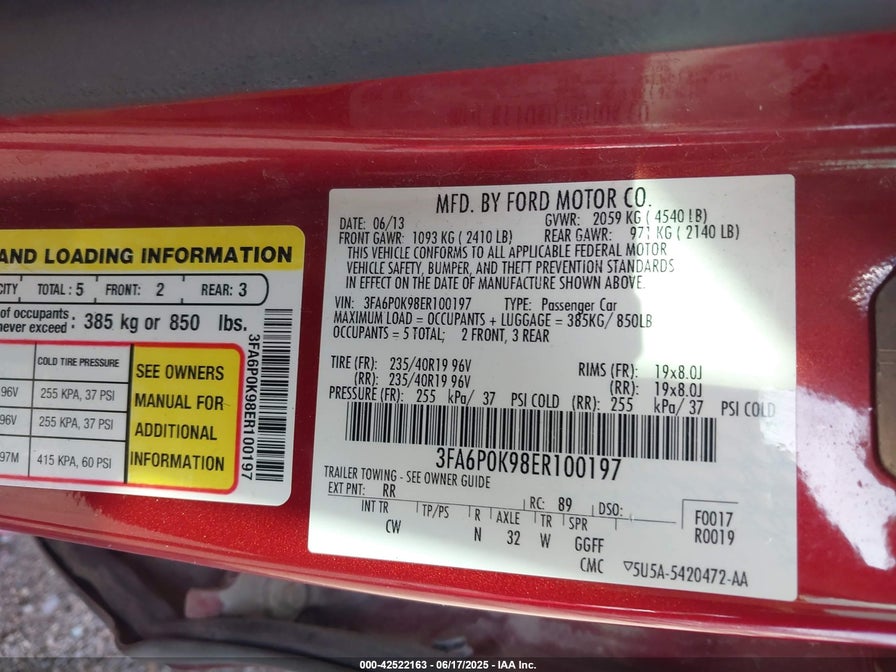 MFD. BY FORD MOTOR CO.
DATE: 06/13 GVWR: 2059 KG ( 4540 LB)
FRONT GAWR: 1093 KG ( 2410 LB) REAR GAWR: 971 KG ( 2140 LB)
THIS VEHICLE CONFORMS TO ALL APPLICABLE FEDERAL MOTOR
VEHICLE SAFETY, BUMPER, AND THEFT PREVENTION STANDARDS
IN EFFECT ON THE DATE OF MANUFACTURE SHOWN ABOVE.
VIN: 3FA6P0K98ER100197 TYPE: Passenger Car
MAXIMUM LOAD = OCCUPANTS + LUGGAGE = 385KG/ 850LB
OCCUPANTS = 5 TOTAL; 2 FRONT, 3 REAR
TIRE (FR): 235/40R19 96V RIMS (FR): 19x8.0J
(RR): 235/40R19 96V (RR): 19x8.0J
PRESSURE (FR): 255 kPa/ 37 PSI COLD (RR): 255 kPa/ 37 PSI COLD
3FA6P0K98ER100197
TRAILER TOWING - SEE OWNER GUIDE
EXT PNT: RR RC: 89 DSO:
INT TR TP/PS R AXLE TR SPR F0017
CW N 32 W GGFF R0019
CMC ▽5U5A-5420472-AA
AND LOADING INFORMATION
CITY TOTAL : 5 FRONT: 2 REAR: 3
of occupants
never exceed : 385 kg or 850 lbs.
COLD TIRE PRESSURE
96V 255 KPA, 37 PSI
96V 255 KPA, 37 PSI
97M 415 KPA, 60 PSI
SEE OWNERS
MANUAL FOR
ADDITIONAL
INFORMATION
3FA6P0K98ER100197
000-42522163 - 06/17/2025 - IAA Inc.